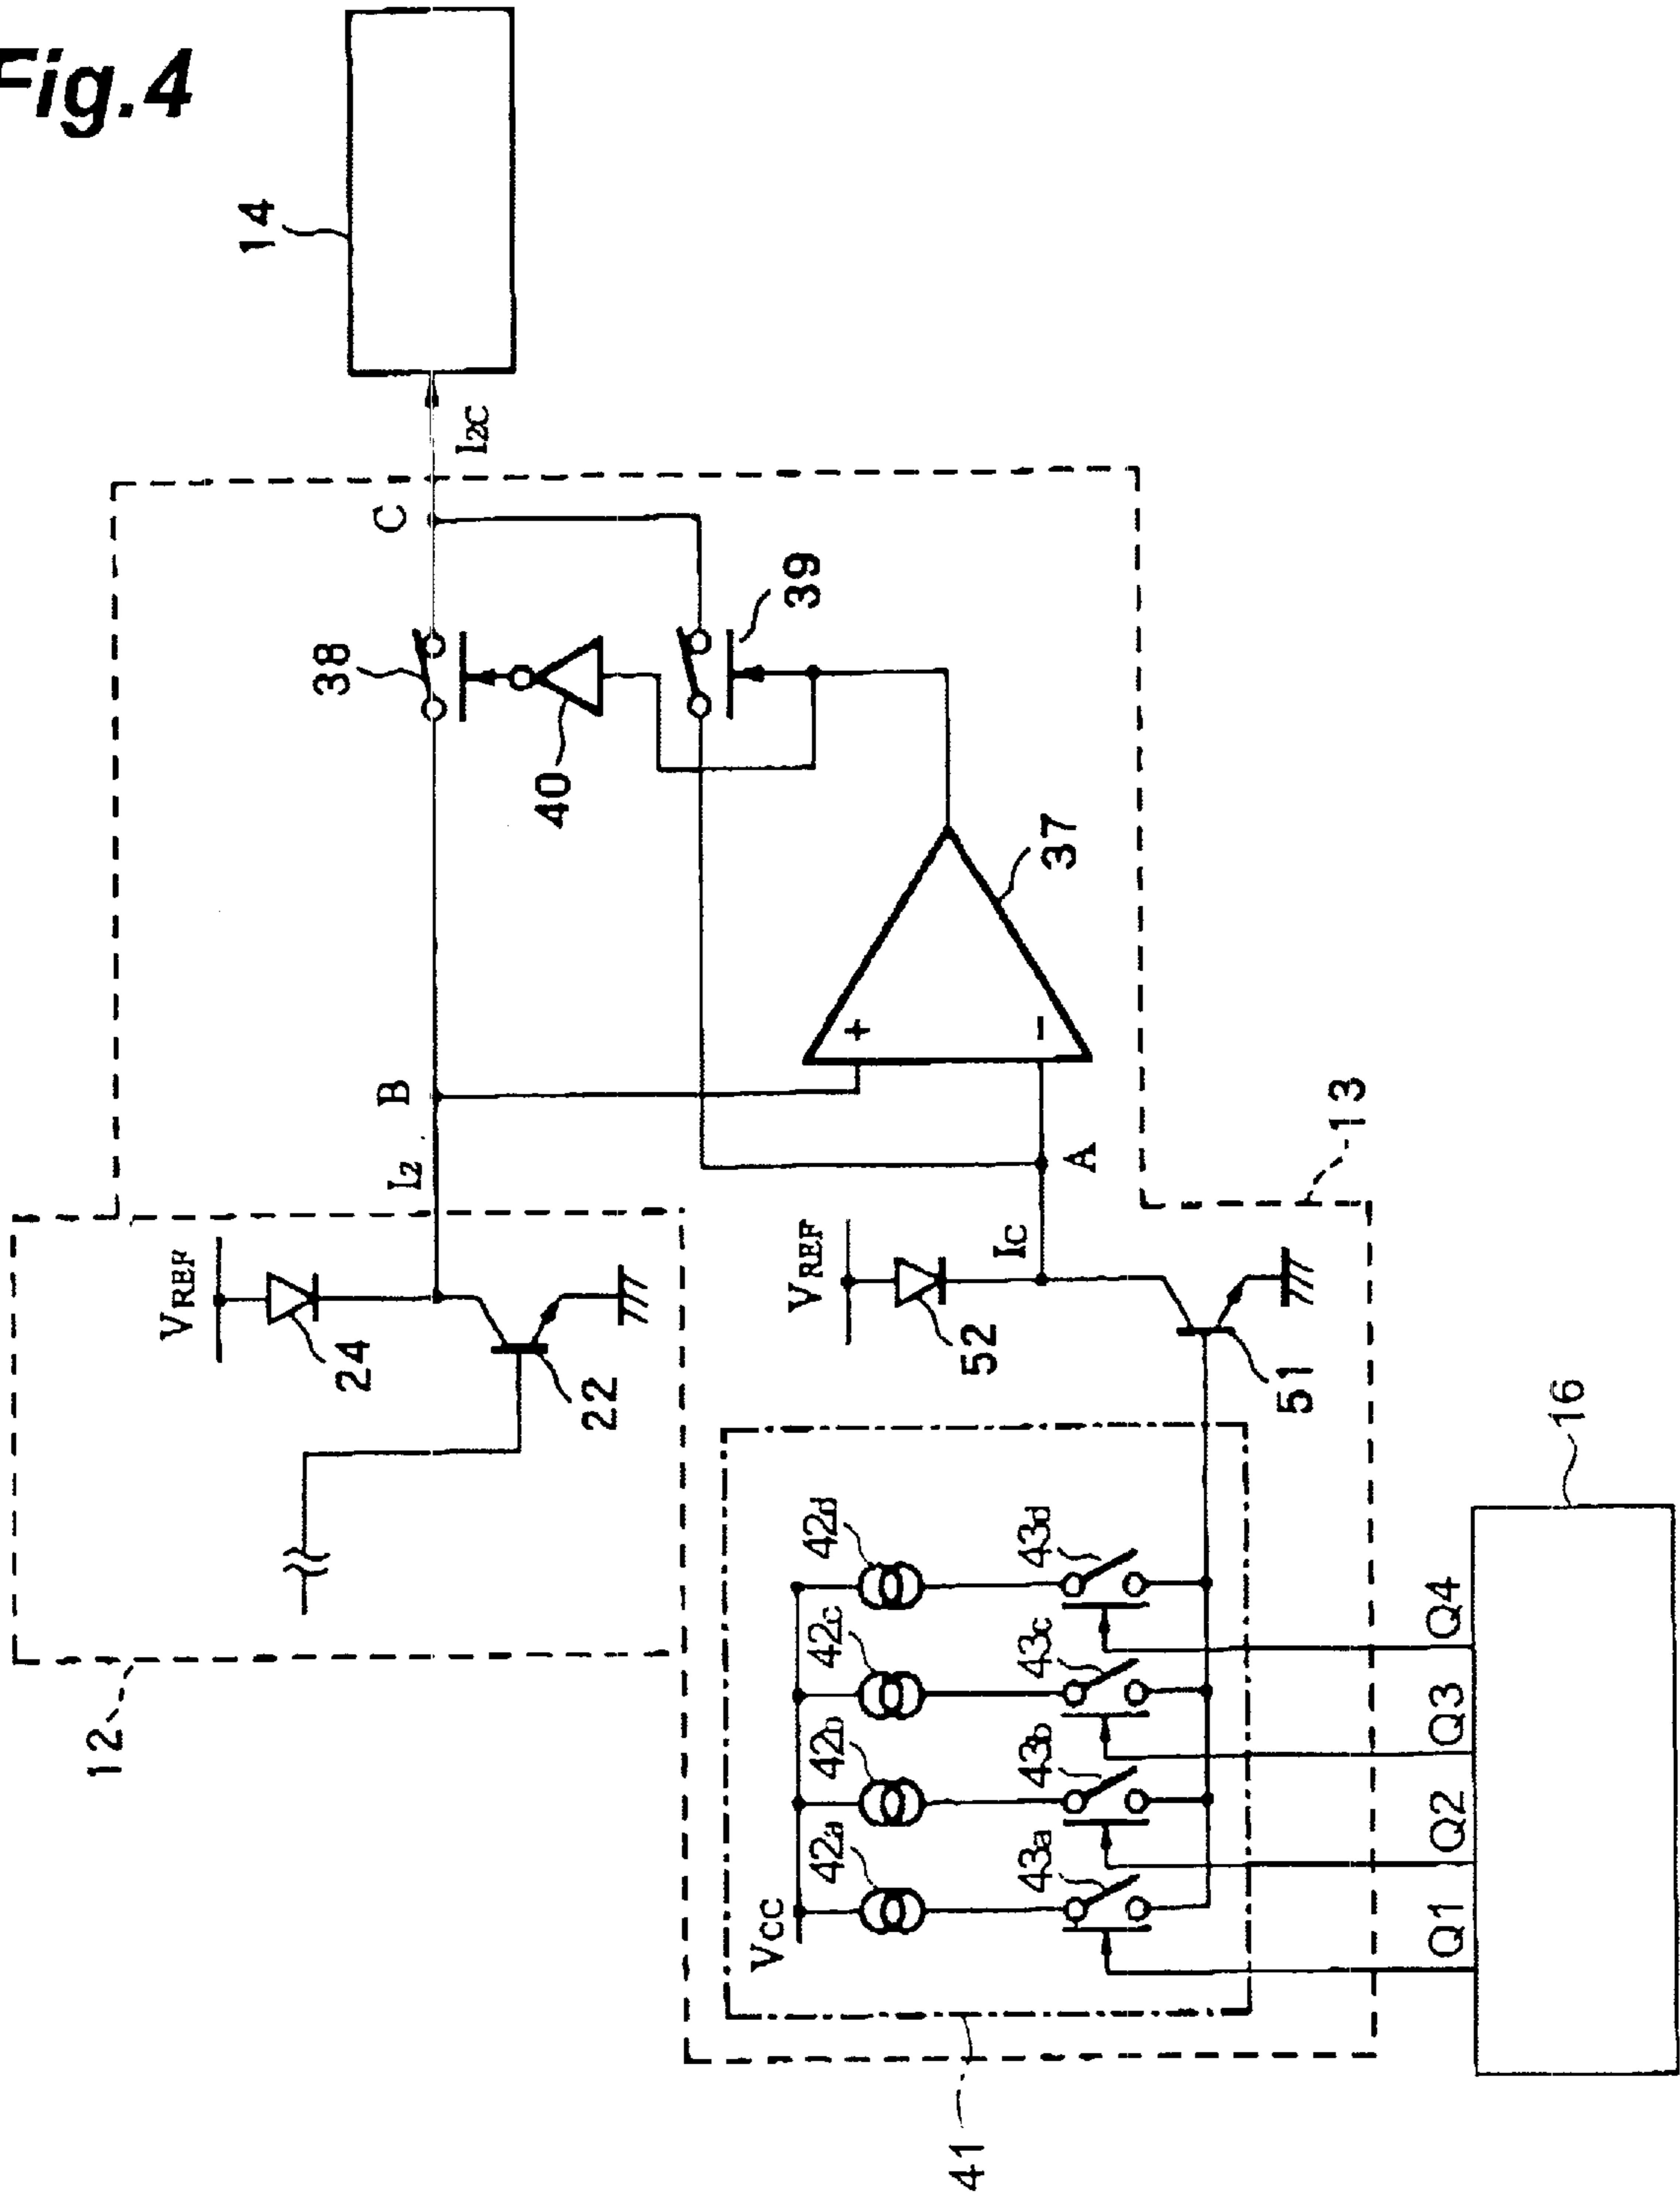 Fig.4
14
I2C
C
38
39
40
37
+
−
B
I2
A
13
VREF
24
22
VREF
IC
52
51
12
VCC
42a
42b
42c
42d
43a
43b
43c
43d
41
Q1
Q2
Q3
Q4
16